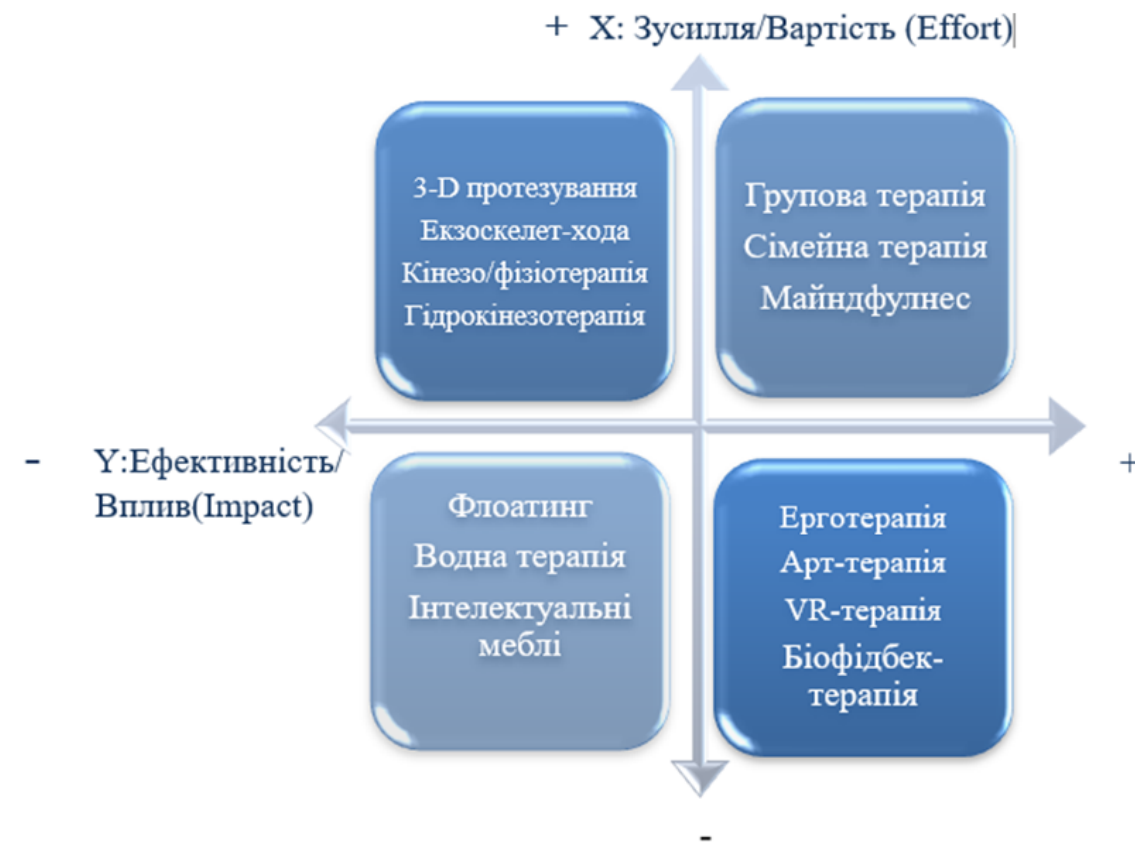 + X: Зусилля/Вартість (Effort)
3-D протезування
Екзоскелет-хода
Кінезо/фізіотерапія
Гідрокінезотерапія
Групова терапія
Сімейна терапія
Майндфулнес
- Y:Ефективність/
Вплив(Impact)
+
Флоатинг
Водна терапія
Інтелектуальні
меблі
Ерготерапія
Арт-терапія
VR-терапія
Біофідбек-
терапія
-